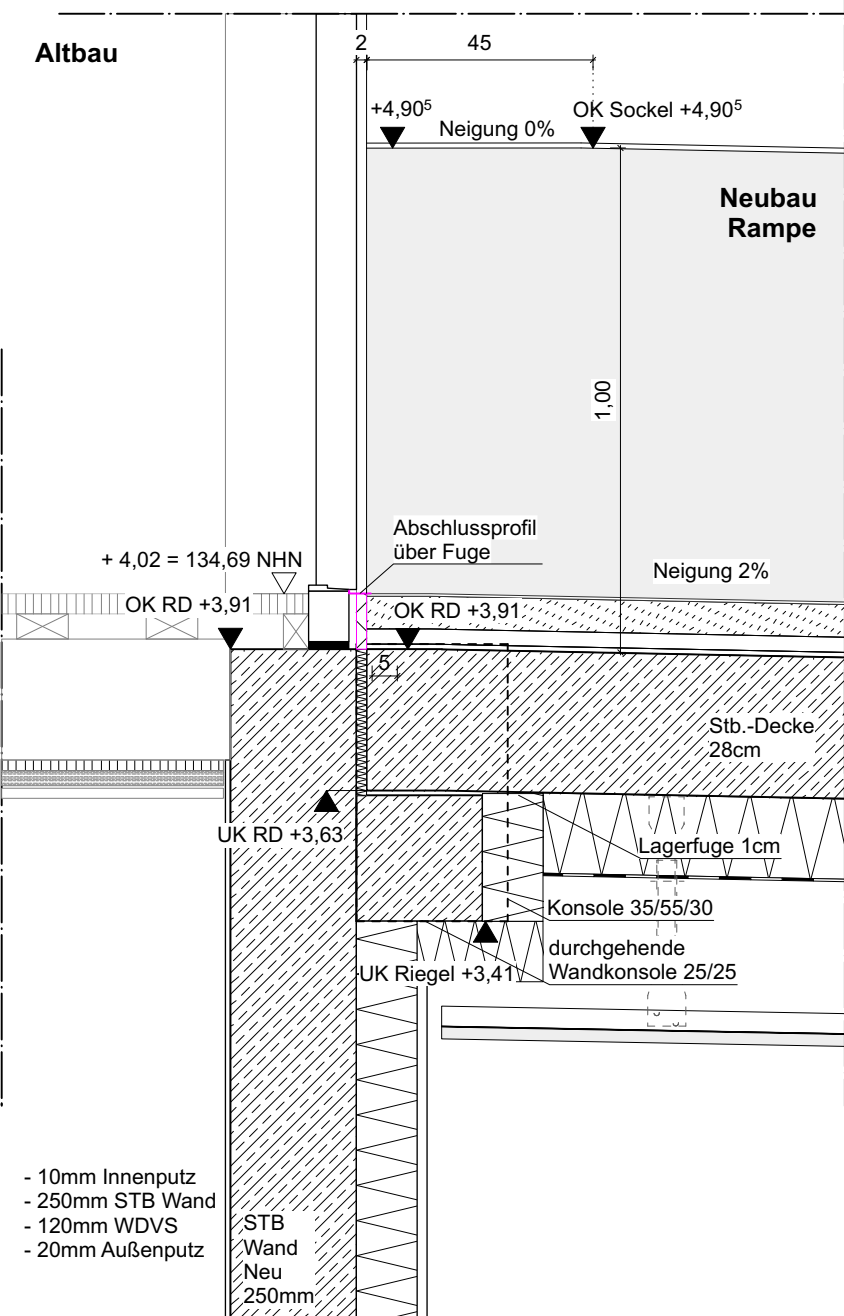 2
45
Altbau
+4,90⁵
OK Sockel +4,90⁵
Neigung 0%
Neubau
Rampe
1,00
Abschlussprofil
über Fuge
+ 4,02 = 134,69 NHN
Neigung 2%
OK RD +3,91
OK RD +3,91
5
Stb.-Decke
28cm
UK RD +3,63
Lagerfuge 1cm
Konsole 35/55/30
durchgehende
Wandkonsole 25/25
UK Riegel +3,41
- 10mm Innenputz
- 250mm STB Wand
- 120mm WDVS
- 20mm Außenputz
STB
Wand
Neu
250mm